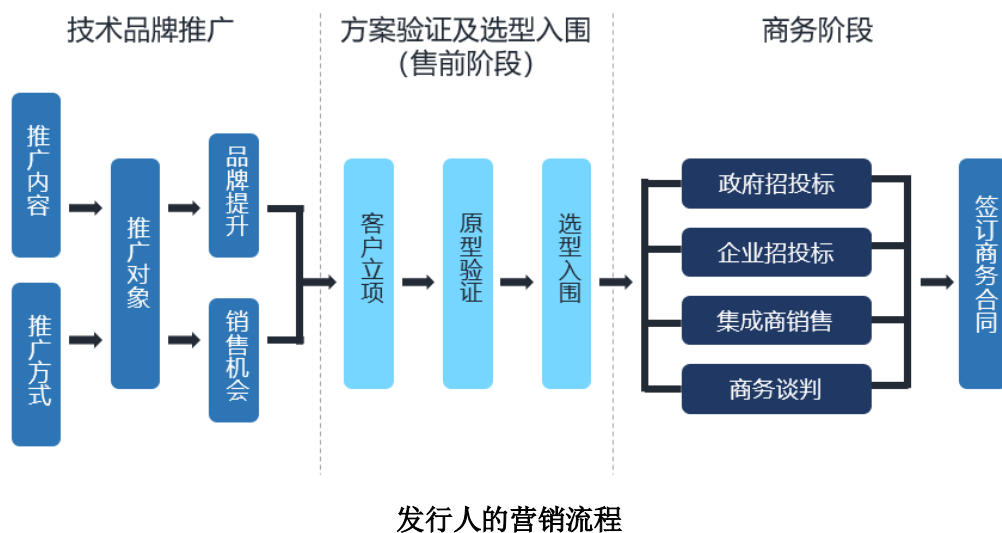 技术品牌推广
方案验证及选型入围
（售前阶段）
商务阶段
推广内容
推广方式
推广对象
品牌提升
销售机会
客户立项
原型验证
选型入围
政府招投标
企业招投标
集成商销售
商务谈判
签订商务合同
发行人的营销流程